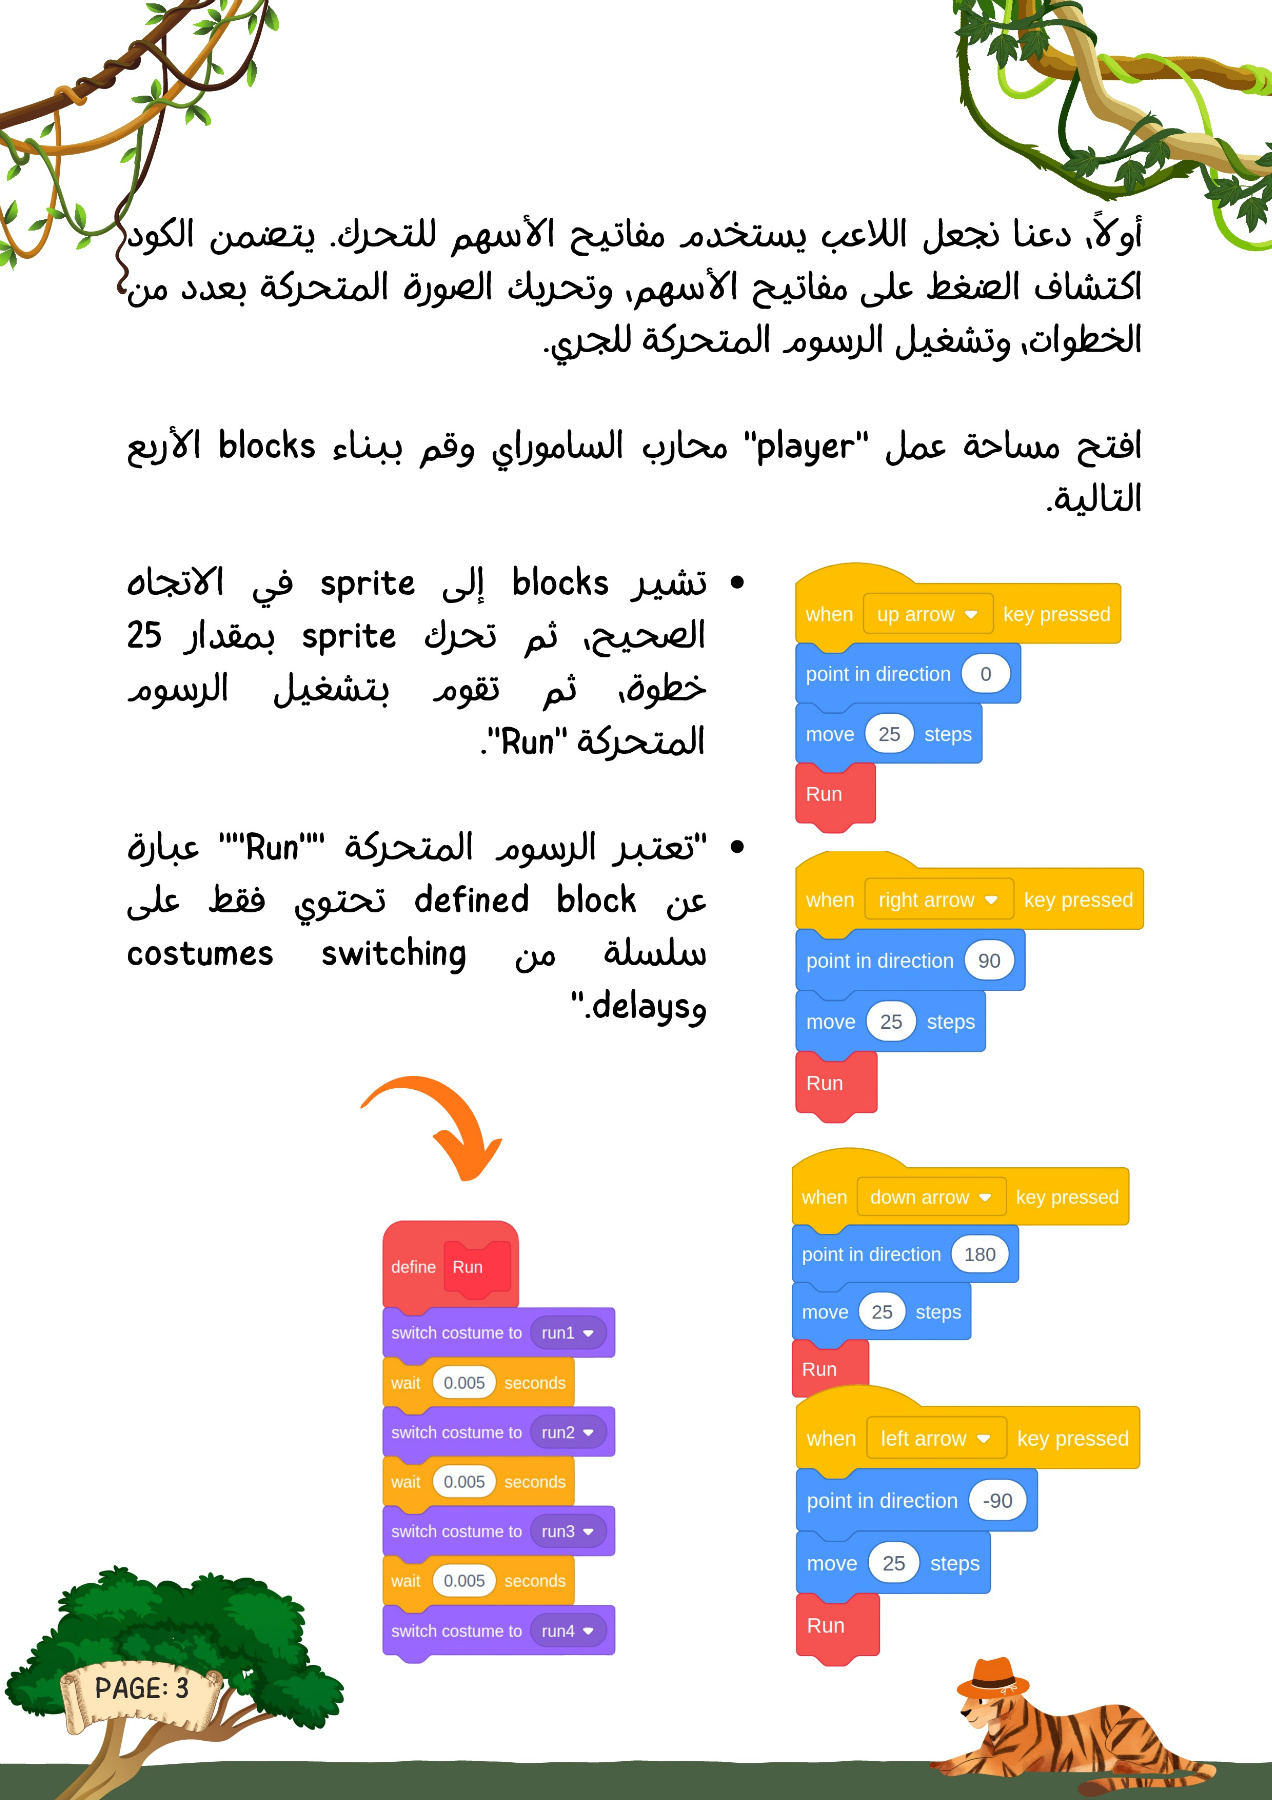 أولاً، دعنا نجعل اللاعب يستخدم مفاتيح الأسهم للتحرك. يتضمن الكود
اكتشاف الضغط على مفاتيح الأسهم، وتحريك الصورة المتحركة بعدد من
الخطوات، وتشغيل الرسوم المتحركة للجري.
افتح مساحة عمل "player" محارب الساموراي وقم ببناء blocks الأربع
التالية.
• تشير blocks إلى sprite في الاتجاه
الصحيح، ثم تحرك sprite بمقدار 25
خطوة، ثم تقوم بتشغيل الرسوم
المتحركة "Run".
• "تعتبر الرسوم المتحركة ""Run"" عبارة
عن defined block تحتوي فقط على
سلسلة من costumes switching
وdelays."
when up arrow key pressed
point in direction 0
move 25 steps
Run
when right arrow key pressed
point in direction 90
move 25 steps
Run
when down arrow key pressed
point in direction 180
move 25 steps
Run
when left arrow key pressed
point in direction -90
move 25 steps
Run
define Run
switch costume to run1
wait 0.005 seconds
switch costume to run2
wait 0.005 seconds
switch costume to run3
wait 0.005 seconds
switch costume to run4
PAGE: 3